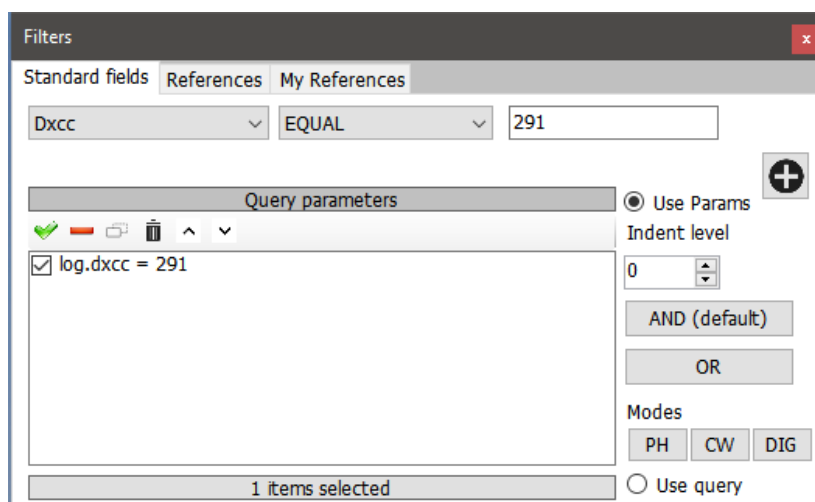 Filters
x
Standard fields References My References
Dxcc EQUAL 291
Query parameters
Use Params
Indent level
log.dxcc = 291
0
AND (default)
OR
Modes
PH CW DIG
1 items selected
Use query